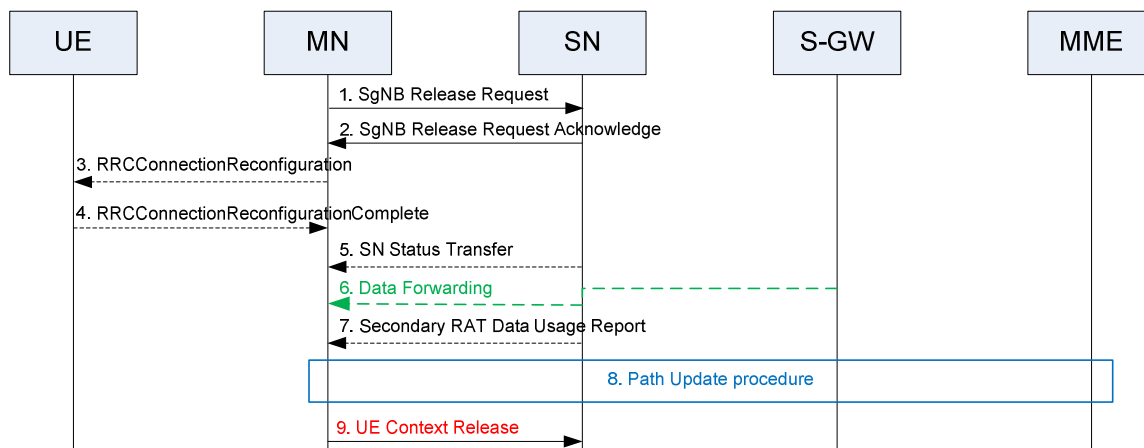 UE MN SN S-GW MME
1. SgNB Release Request
2. SgNB Release Request Acknowledge
3. RRCConnectionReconfiguration
4. RRCConnectionReconfigurationComplete
5. SN Status Transfer
6. Data Forwarding
7. Secondary RAT Data Usage Report
8. Path Update procedure
9. UE Context Release